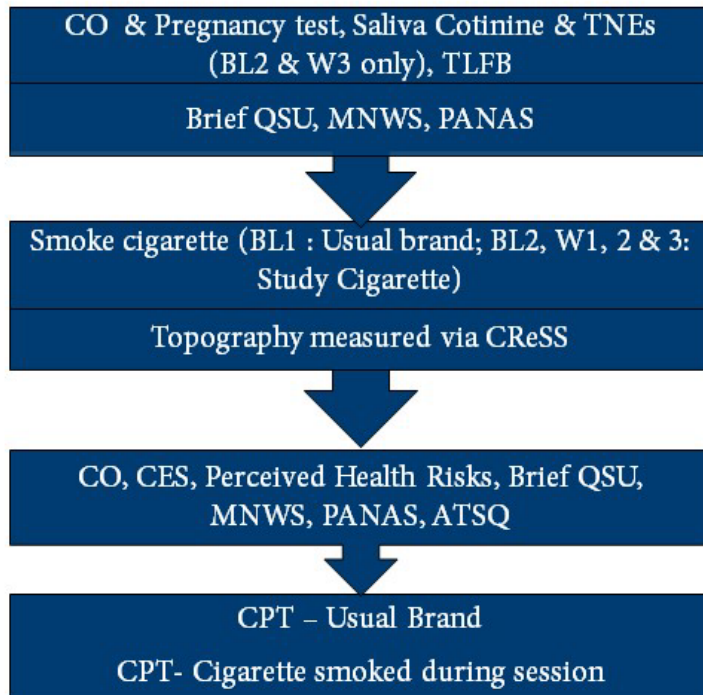 CO & Pregnancy test, Saliva Cotinine & TNEs
(BL2 & W3 only), TLFB
Brief QSU, MNWS, PANAS
Smoke cigarette (BL1 : Usual brand; BL2, W1, 2 & 3:
Study Cigarette)
Topography measured via CReSS
CO, CES, Perceived Health Risks, Brief QSU,
MNWS, PANAS, ATSQ
CPT – Usual Brand
CPT- Cigarette smoked during session